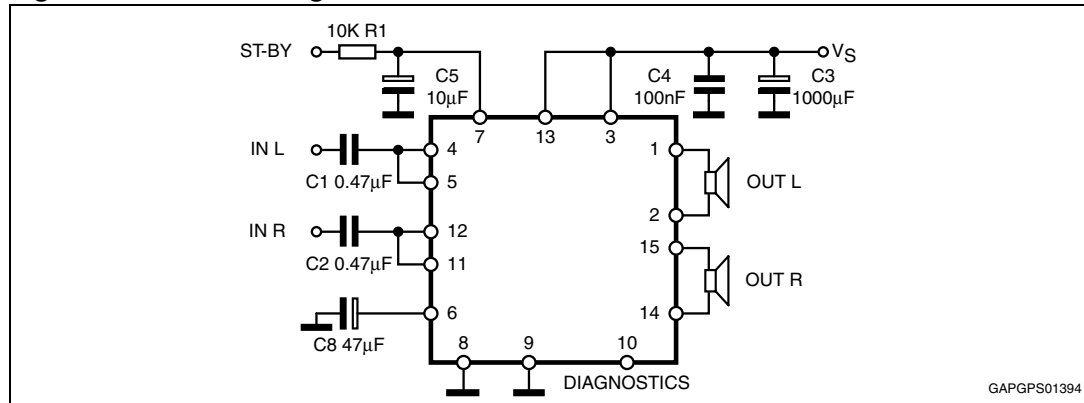 10K R1
ST-BY
C5
10µF
C4
100nF
C3
1000µF
VS
7
13
3
IN L
C1 0.47µF
4
5
1
OUT L
2
IN R
C2 0.47µF
12
11
15
OUT R
14
C8 47µF
6
8
9
10
DIAGNOSTICS
GAPGPS01394